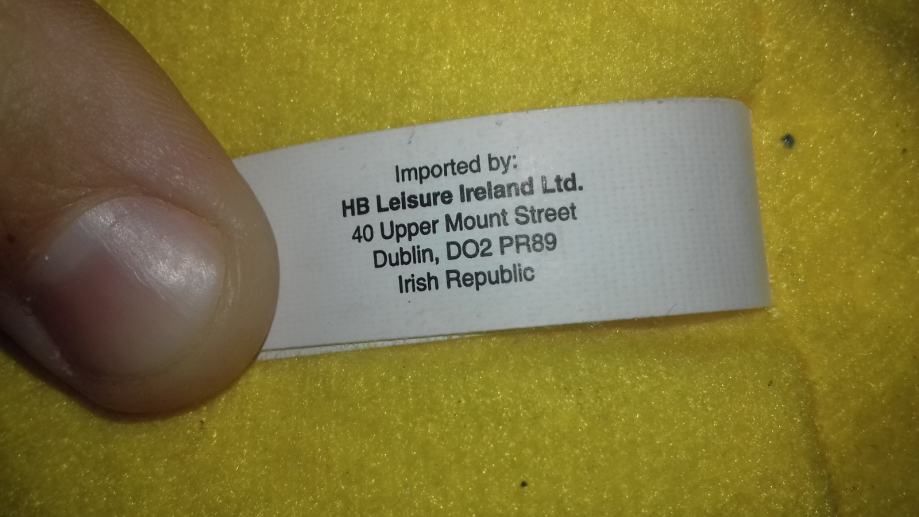 Imported by:
HB Leisure Ireland Ltd.
40 Upper Mount Street
Dublin, DO2 PR89
Irish Republic